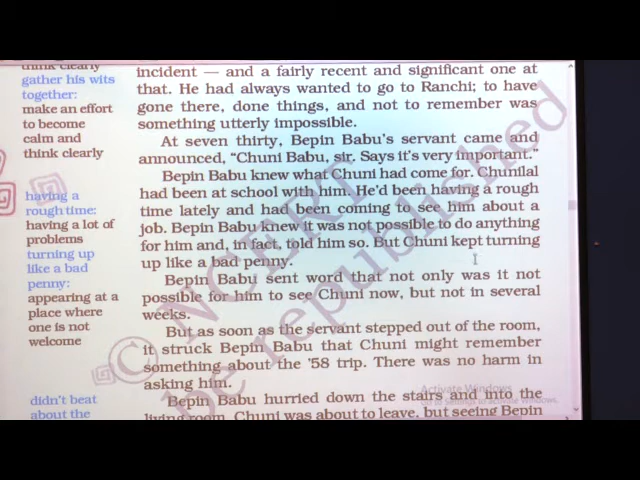 think clearly
gather his wits
together:
make an effort
to become
calm and
think clearly
having a
rough time:
having a lot of
problems
turning up
like a bad
penny:
appearing at a
place where
one is not
welcome
didn't beat
about the
incident — and a fairly recent and significant one at
that. He had always wanted to go to Ranchi; to have
gone there, done things, and not to remember was
something utterly impossible.
At seven thirty, Bepin Babu's servant came and
announced, "Chuni Babu, sir. Says it's very important."
Bepin Babu knew what Chuni had come for. Chunilal
had been at school with him. He'd been having a rough
time lately and had been coming to see him about a
job. Bepin Babu knew it was not possible to do anything
for him and, in fact, told him so. But Chuni kept turning
up like a bad penny.
Bepin Babu sent word that not only was it not
possible for him to see Chuni now, but not in several
weeks.
But as soon as the servant stepped out of the room,
it struck Bepin Babu that Chuni might remember
something about the '58 trip. There was no harm in
asking him.
Bepin Babu hurried down the stairs and into the
living room. Chuni was about to leave, but seeing Bepin
© NCERT
be republished
Activate Windows
Go to Settings to activate Windows.